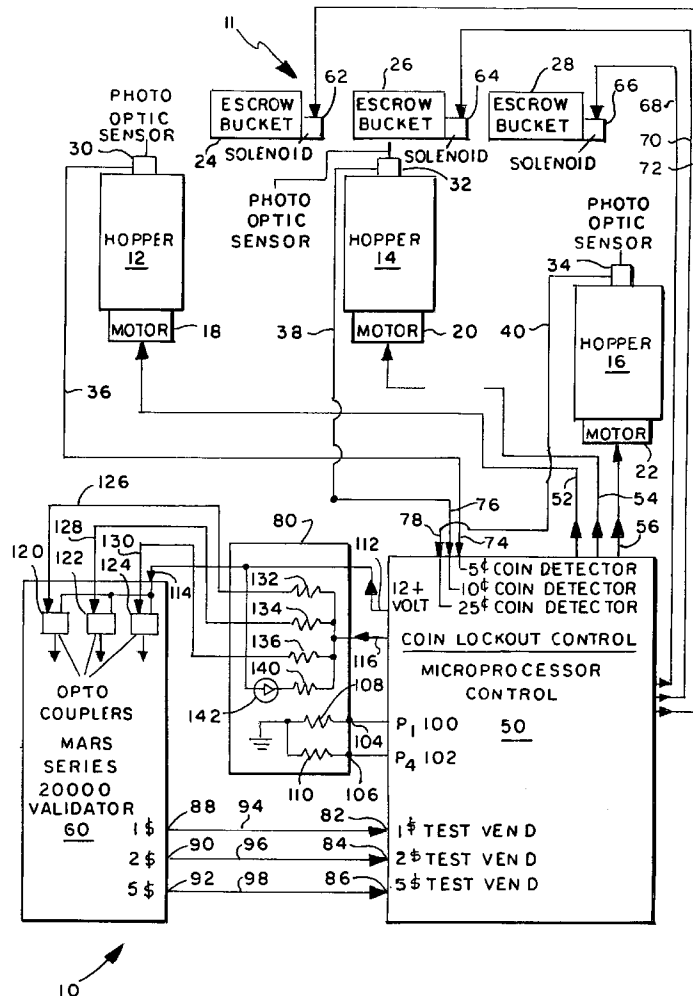 11
26
62
64
28
66
68
70
72
PHOTO
OPTIC
SENSOR
30
ESCROW
BUCKET
24
SOLENOID
ESCROW
BUCKET
SOLENOID
ESCROW
BUCKET
SOLENOID
PHOTO
OPTIC
SENSOR
32
HOPPER
12
MOTOR
18
HOPPER
14
MOTOR
20
PHOTO
OPTIC
SENSOR
34
HOPPER
16
MOTOR
22
36
38
40
52
54
56
126
128
130
120
122
124
114
80
112
78
76
74
132
134
136
140
142
108
110
116
104
106
12+
VOLT
5¢ COIN DETECTOR
10¢ COIN DETECTOR
25¢ COIN DETECTOR
COIN LOCKOUT CONTROL
MICROPROCESSOR
CONTROL
50
P1 100
P4 102
OPTO
COUPLERS
MARS
SERIES
20000
VALIDATOR
60
1$
2$
5$
88
94
82
90
96
84
92
98
86
1$ TEST VEND
2$ TEST VEND
5$ TEST VEND
10